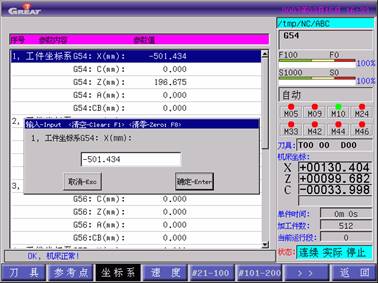 GREAT
/tmp/NC/ABC
G54
序号 参数内容 参数值
1, 工件坐标系G54: X(mm): -501.434
G54: Y(mm): 0.000
G54: Z(mm): 198.675
G54: A(mm): 0.000
G54:CB(mm): 0.000
输入-Input <清空-Clear: F1> <清零-Zero: F8>
1, 工件坐标系G54: X(mm):
-501.434
取消-Esc
确定-Enter
3,
0.000
G56: Z(mm): 0.000
G56: A(mm): 0.000
G56:CB(mm): 0.000
OK, 机床正常!
F100 F0
100%
S1000 S0
100%
自动
M05 M09 M10 M24
M33 M42 M44 M46
刀具: T00 00 D00
机床坐标:
X +00130.404
Z +00099.682
C -00033.998
单件时间: 0m 0s
加工件数: 512
当前运行段: 0
状态: 连续 实际 停止
刀具 参考点 坐标系 速度 #21-100 #101-200 >> 返回